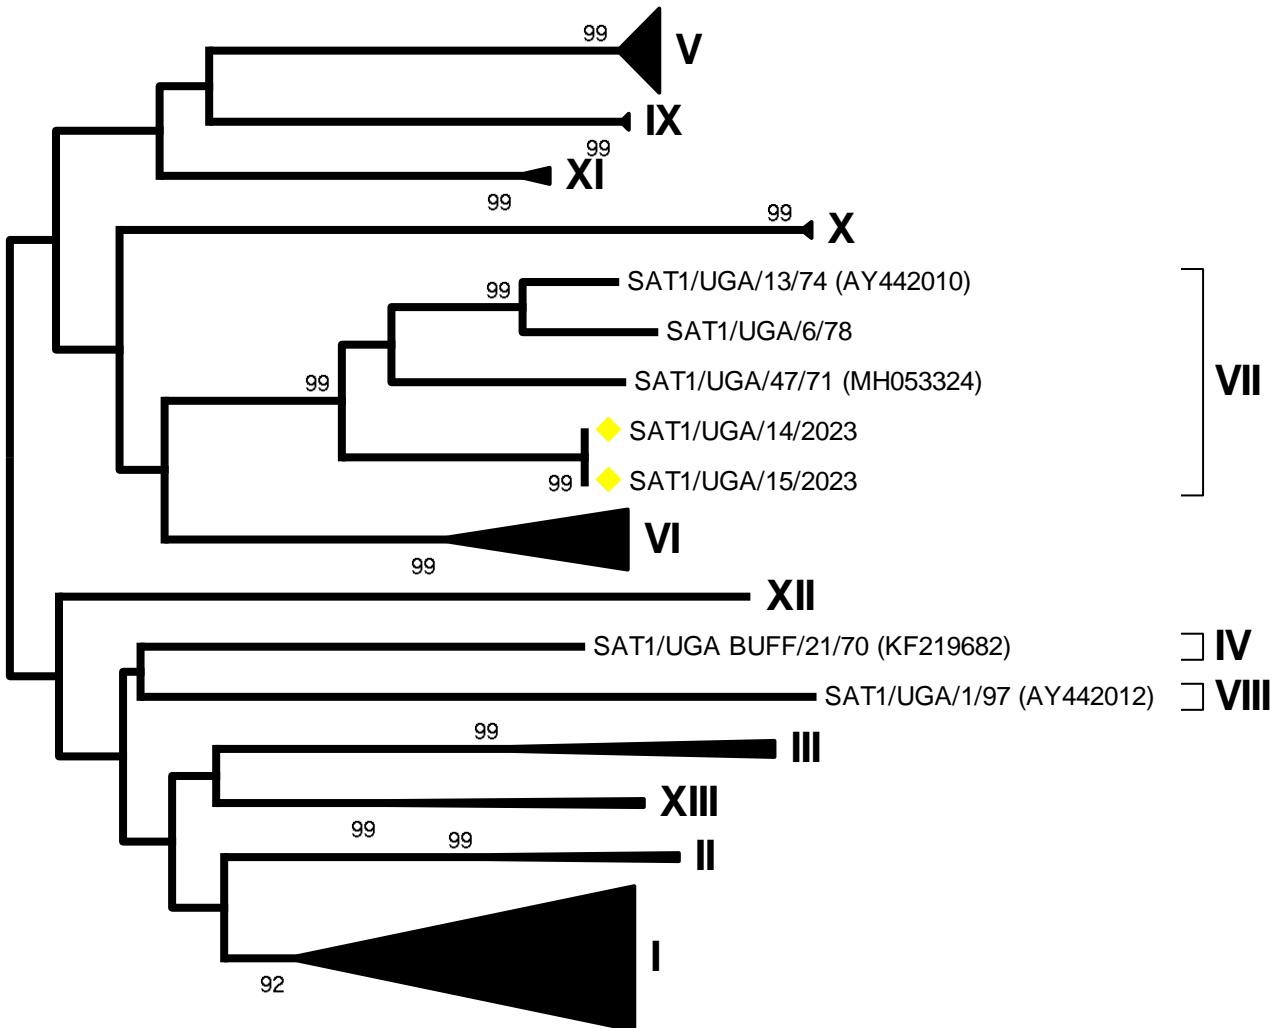 99
V
IX
99
XI
99
99
X
99
SAT1/UGA/13/74 (AY442010)
SAT1/UGA/6/78
99
SAT1/UGA/47/71 (MH053324)
VII
SAT1/UGA/14/2023
99
SAT1/UGA/15/2023
VI
99
XII
SAT1/UGA BUFF/21/70 (KF219682)
IV
SAT1/UGA/1/97 (AY442012)
VIII
99
III
XIII
99
99
II
I
92